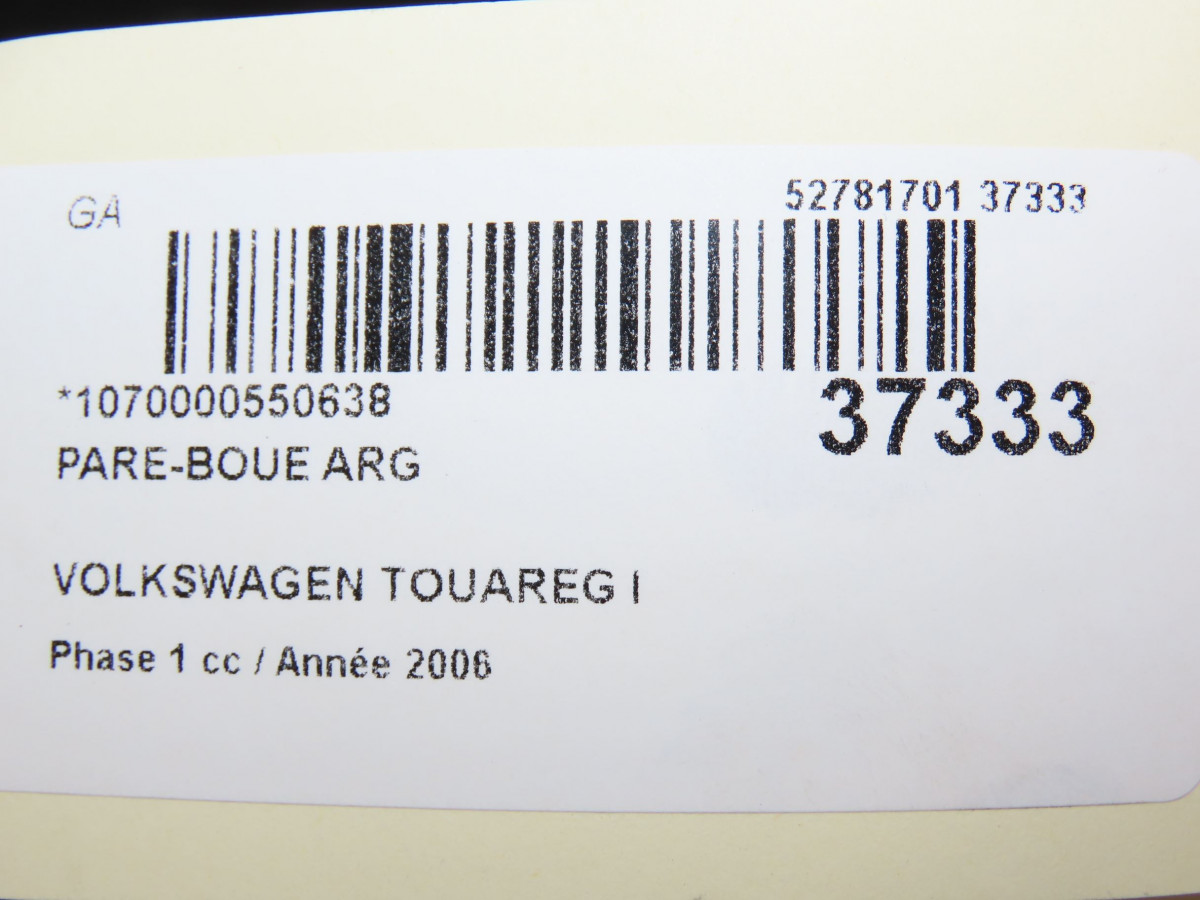 GA
52781701 37333
*1070000550638
37333
PARE-BOUE ARG
VOLKSWAGEN TOUAREG I
Phase 1 cc / Année 2006